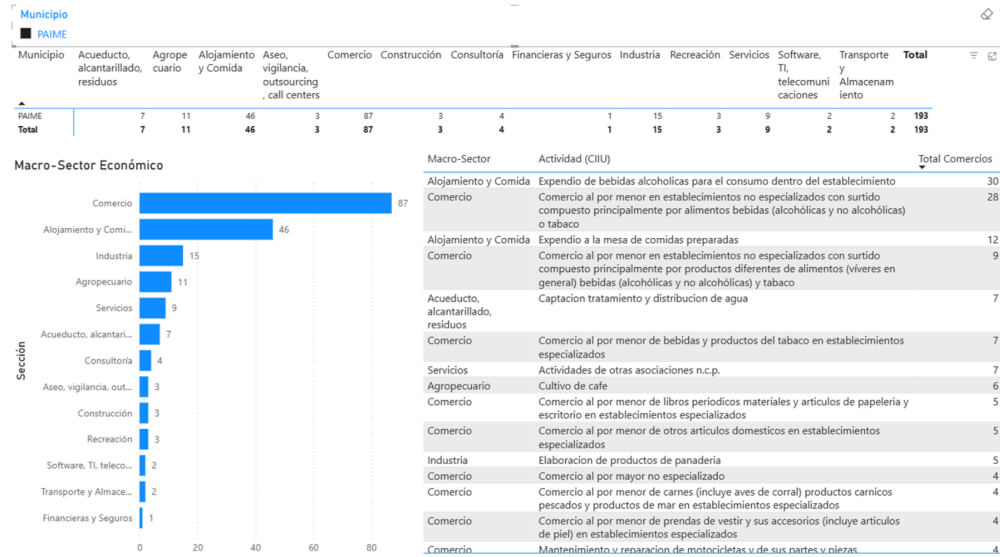 Municipio
PAIME
Municipio Acueducto, alcantarillado, residuos Agrope cuario Alojamiento y Comida Aseo, vigilancia, outsourcing , call centers Comercio Construcción Consultoría Financieras y Seguros Industria Recreación Servicios Software, TI, telecomuni caciones Transporte y Almacenam iento Total
PAIME 7 11 46 3 87 3 4 1 15 3 9 2 2 193
Total 7 11 46 3 87 3 4 1 15 3 9 2 2 193
Macro-Sector Económico
Sección
Comercio 87
Alojamiento y Comi... 46
Industria 15
Agropecuario 11
Servicios 9
Acueducto, alcantari... 7
Consultoría 4
Aseo, vigilancia, out... 3
Construcción 3
Recreación 3
Software, TI, teleco... 2
Transporte y Almace... 2
Financieras y Seguros 1
0 20 40 60 80
Macro-Sector Actividad (CIIU) Total Comercios
Alojamiento y Comida Expendio de bebidas alcoholicas para el consumo dentro del establecimiento 30
Comercio Comercio al por menor en establecimientos no especializados con surtido 28
compuesto principalmente por alimentos bebidas (alcohólicas y no alcohólicas)
o tabaco
Alojamiento y Comida Expendio a la mesa de comidas preparadas 12
Comercio Comercio al por menor en establecimientos no especializados con surtido 9
compuesto principalmente por productos diferentes de alimentos (víveres en
general) bebidas (alcohólicas y no alcohólicas) y tabaco
Acueducto, Captacion tratamiento y distribucion de agua 7
alcantarillado,
residuos
Comercio Comercio al por menor de bebidas y productos del tabaco en establecimientos 7
especializados
Servicios Actividades de otras asociaciones n.c.p. 7
Agropecuario Cultivo de cafe 6
Comercio Comercio al por menor de libros periodicos materiales y articulos de papeleria y 5
escritorio en establecimientos especializados
Comercio Comercio al por menor de otros articulos domesticos en establecimientos 5
especializados
Industria Elaboracion de productos de panaderia 5
Comercio Comercio al por mayor no especializado 4
Comercio Comercio al por menor de carnes (incluye aves de corral) productos carnicos 4
pescados y productos de mar en establecimientos especializados
Comercio Comercio al por menor de prendas de vestir y sus accesorios (incluye articulos 4
de piel) en establecimientos especializados
Comercio Mantenimiento y reparacion de motocicletas y de sus partes y piezas 4